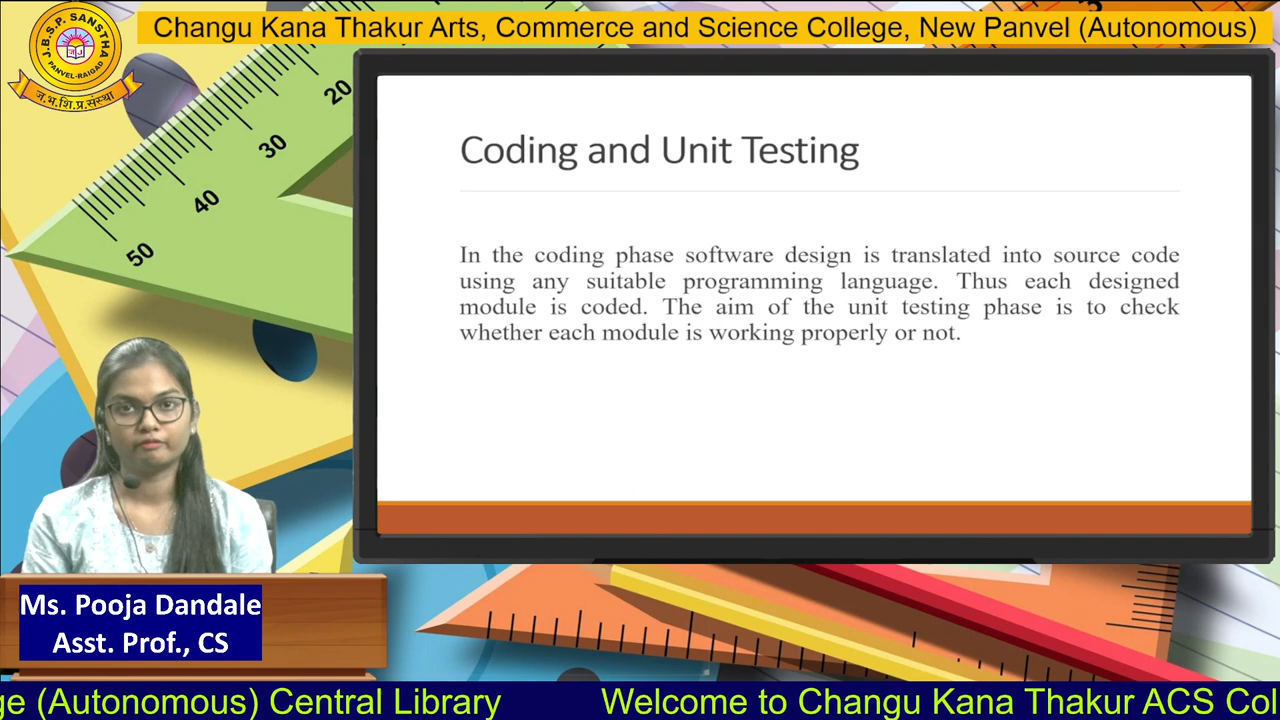 J.B.S.P. SANSTHA
PANVEL-RAIGAD
ज.भ.शि.प्र.संस्था
Changu Kana Thakur Arts, Commerce and Science College, New Panvel (Autonomous)
20
30
40
50
Coding and Unit Testing
In the coding phase software design is translated into source code
using any suitable programming language. Thus each designed
module is coded. The aim of the unit testing phase is to check
whether each module is working properly or not.
Ms. Pooja Dandale
Asst. Prof., CS
ge (Autonomous) Central Library Welcome to Changu Kana Thakur ACS Col